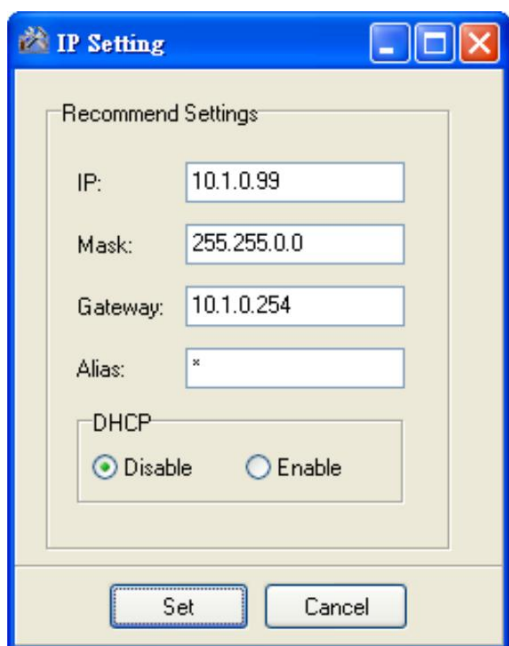 IP Setting
Recommend Settings
IP: 10.1.0.99
Mask: 255.255.0.0
Gateway: 10.1.0.254
Alias: *
DHCP
Disable Enable
Set Cancel